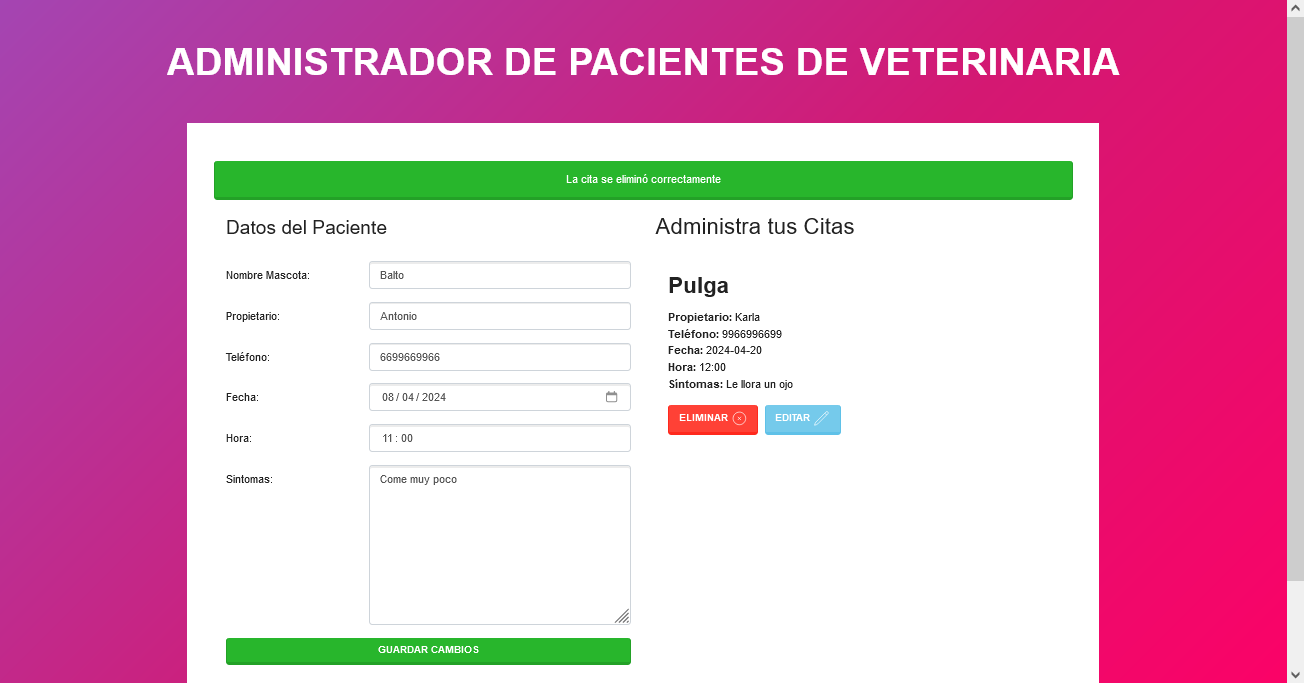 ADMINISTRADOR DE PACIENTES DE VETERINARIA
La cita se eliminó correctamente
Datos del Paciente
Nombre Mascota: Balto
Propietario: Antonio
Teléfono: 6699669966
Fecha: 08 / 04 / 2024
Hora: 11 : 00
Sintomas: Come muy poco
GUARDAR CAMBIOS
Administra tus Citas
Pulga
Propietario: Karla
Teléfono: 9966996699
Fecha: 2024-04-20
Hora: 12:00
Síntomas: Le llora un ojo
ELIMINAR EDITAR